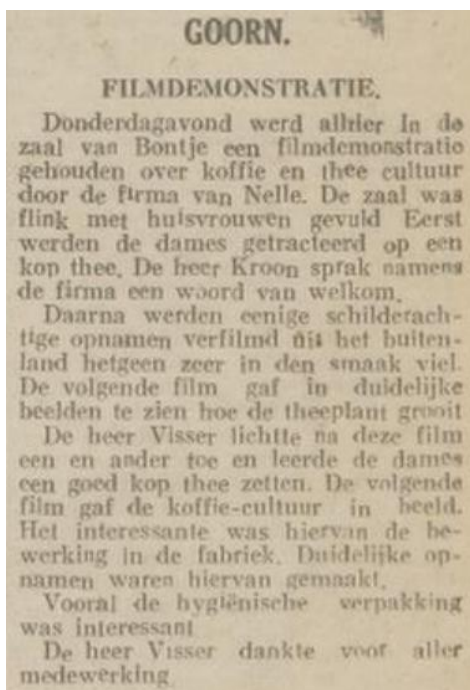 GOORN.
FILMDEMONSTRATIE.
Donderdagavond werd alhier in de
zaal van Bontje een filmdemonstratie
gehouden over koffie en thee cultuur
door de firma van Nelle. De zaal was
flink met huisvrouwen gevuld Eerst
werden de dames getracteerd op een
kop thee. De heer Kroon sprak namens
de firma een woord van welkom.
Daarna werden eenige schilderach-
tige opnamen verfilmd uit het buiten-
land hetgeen zeer in den smaak viel.
De volgende film gaf in duidelijke
beelden te zien hoe de theeplant groeit
De heer Visser lichtte na deze film
een en ander toe en leerde de dames
een goed kop thee zetten. De volgende
film gaf de koffie-cultuur in beeld.
Het interessante was hiervan de be-
werking in de fabriek. Duidelijke op-
namen waren hiervan gemaakt.
Vooral de hygiënische verpakking
was interessant
De heer Visser dankte voor aller
medewerking.